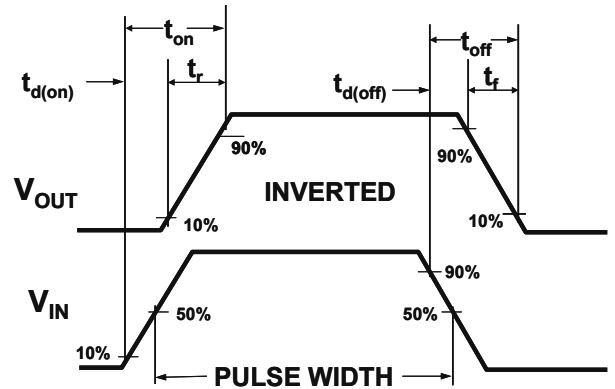 t_on
t_off
t_d(on)
t_r
t_d(off)
t_f
90%
90%
V_OUT
INVERTED
10%
10%
90%
V_IN
50%
50%
10%
PULSE WIDTH